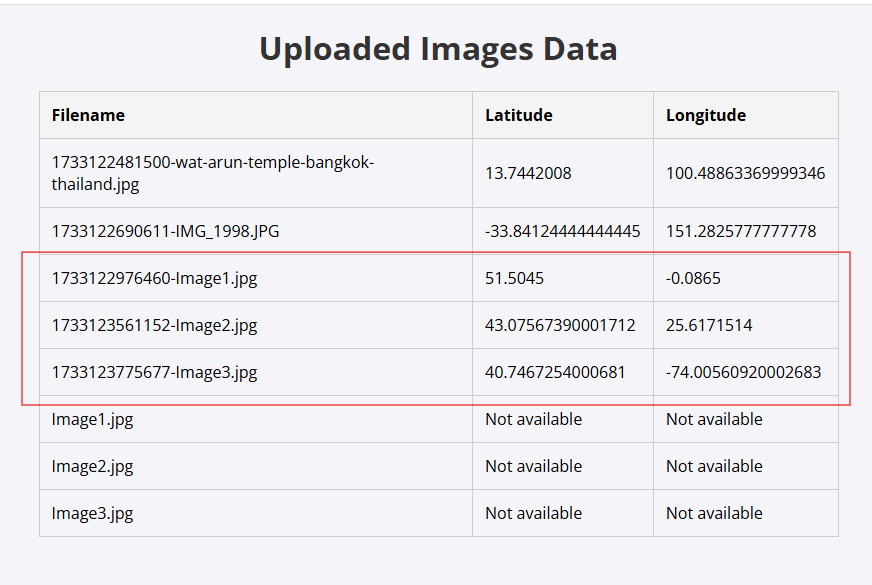 Uploaded Images Data
Filename Latitude Longitude
1733122481500-wat-arun-temple-bangkok-
thailand.jpg 13.7442008 100.48863369999346
1733122690611-IMG_1998.JPG -33.84124444444445 151.2825777777778
1733122976460-Image1.jpg 51.5045 -0.0865
1733123561152-Image2.jpg 43.07567390001712 25.6171514
1733123775677-Image3.jpg 40.7467254000681 -74.00560920002683
Image1.jpg Not available Not available
Image2.jpg Not available Not available
Image3.jpg Not available Not available